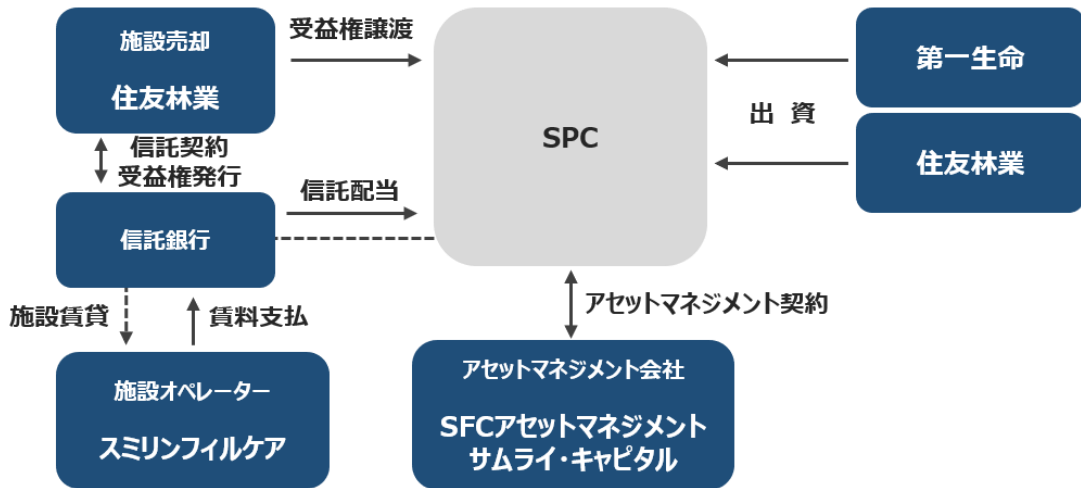 施設売却
住友林業
受益権譲渡
SPC
第一生命
出 資
住友林業
信託契約
受益権発行
信託銀行
信託配当
施設賃貸
賃料支払
アセットマネジメント契約
施設オペレーター
スミリンフィルケア
アセットマネジメント会社
SFCアセットマネジメント
サムライ・キャピタル